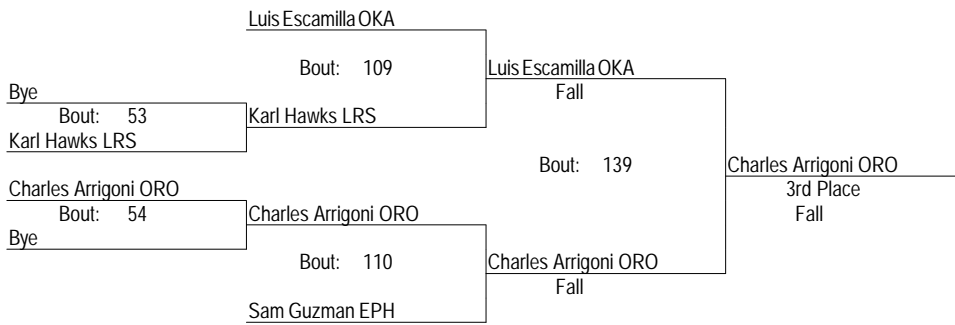 Luis Escamilla OKA
Bout: 109
Luis Escamilla OKA
Fall
Bye
Bout: 53
Karl Hawks LRS
Karl Hawks LRS
Bout: 139
Charles Arrigoni ORO
3rd Place
Fall
Charles Arrigoni ORO
Bout: 54
Charles Arrigoni ORO
Bye
Bout: 110
Charles Arrigoni ORO
Fall
Sam Guzman EPH